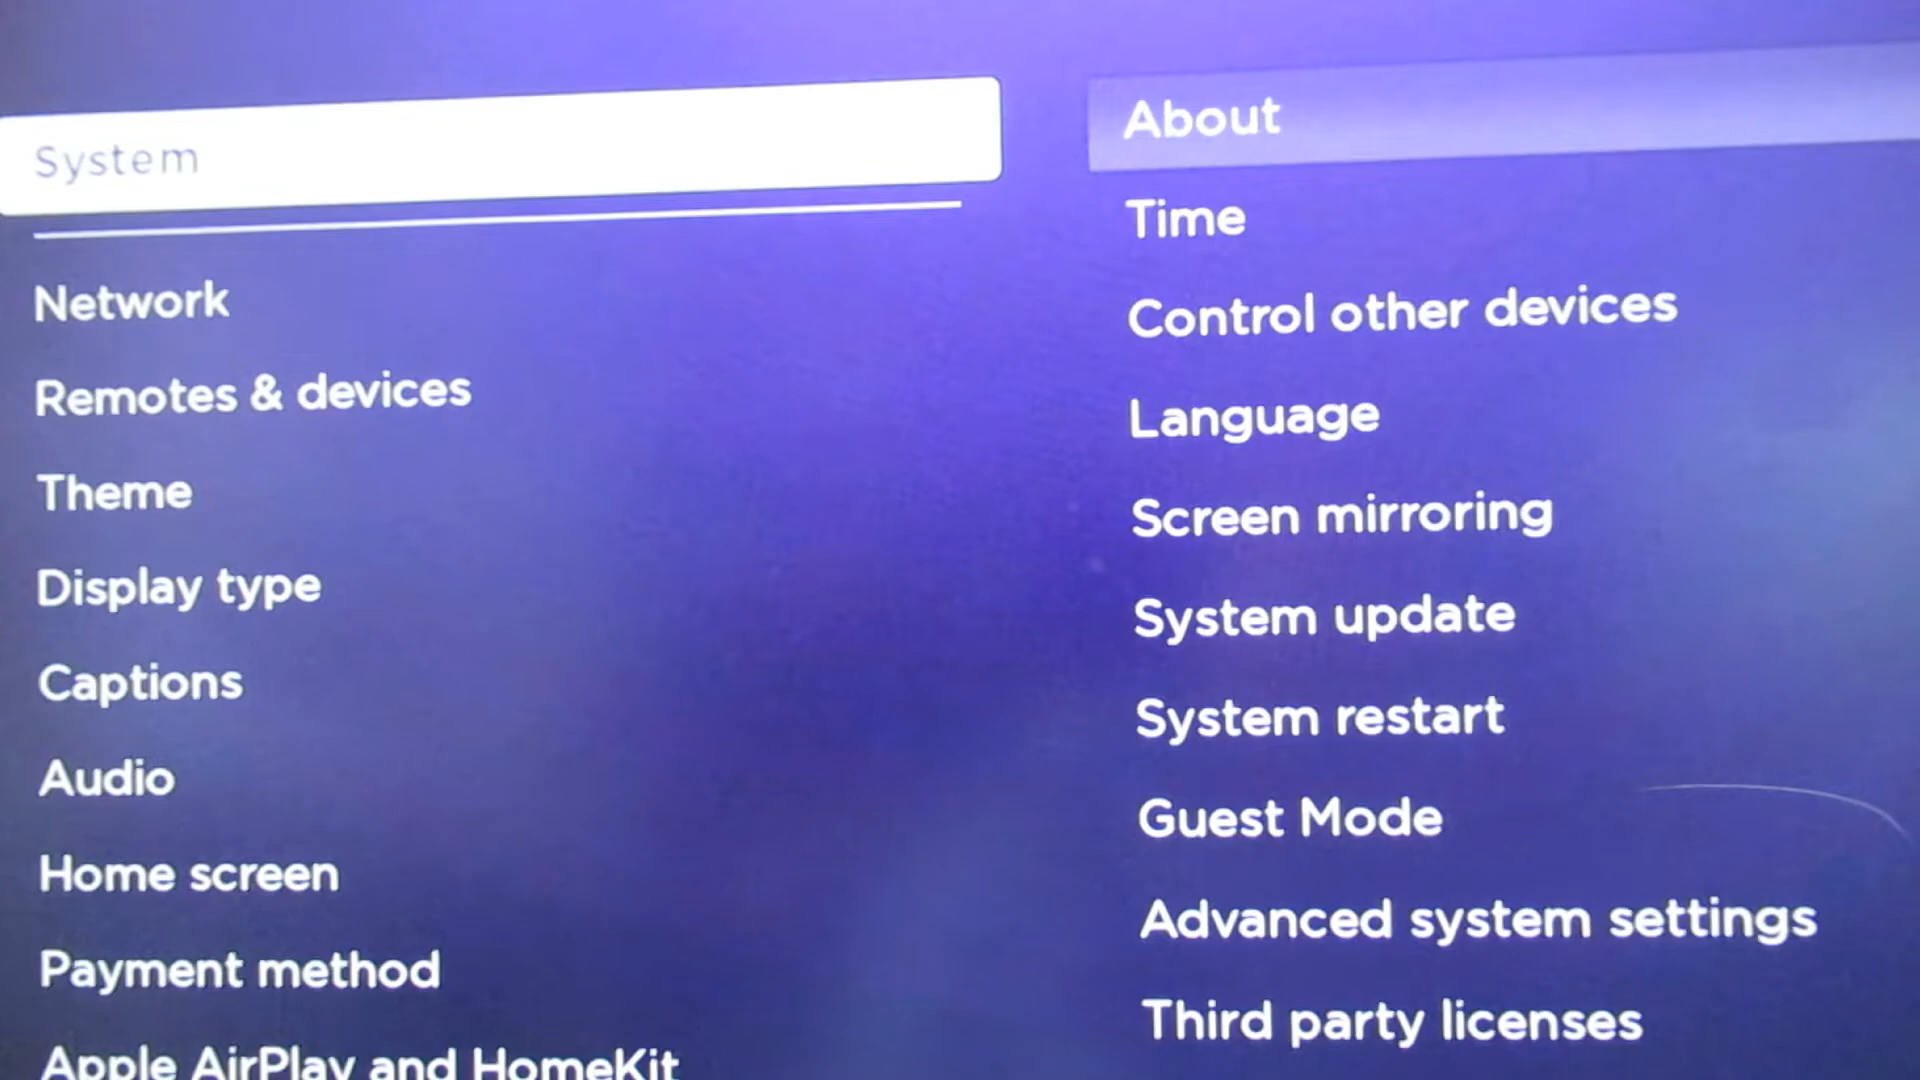 System
Network
Remotes & devices
Theme
Display type
Captions
Audio
Home screen
Payment method
Apple AirPlay and HomeKit
About
Time
Control other devices
Language
Screen mirroring
System update
System restart
Guest Mode
Advanced system settings
Third party licenses